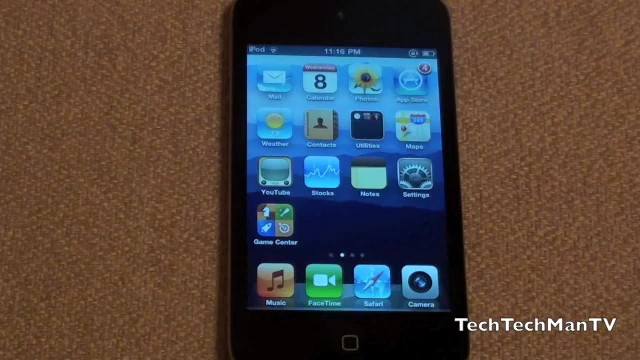 iPod 11:16 PM
Wednesday 4
8
Mail Calendar Photos App Store
280
Weather Contacts Utilities Maps
YouTube Stocks Notes Settings
Game Center
Music FaceTime Safari Camera
TechTechManTV